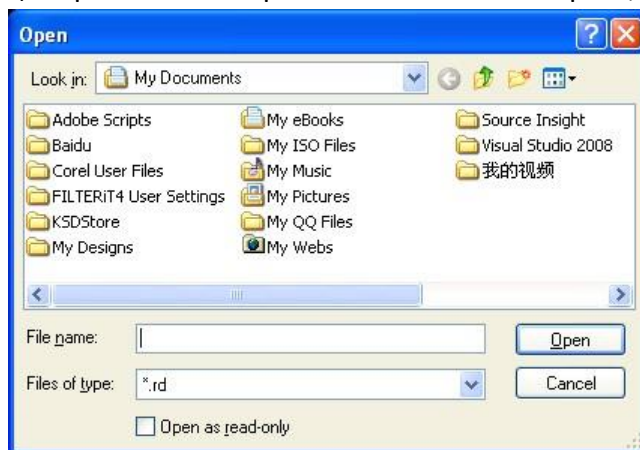 Open
Look in: My Documents
Adobe Scripts
Baidu
Corel User Files
FILTERiT4 User Settings
KSDStore
My Designs
My eBooks
My ISO Files
My Music
My Pictures
My QQ Files
My Webs
Source Insight
Visual Studio 2008
我的视频
File name:
Open
Files of type: *.rd
Cancel
Open as read-only